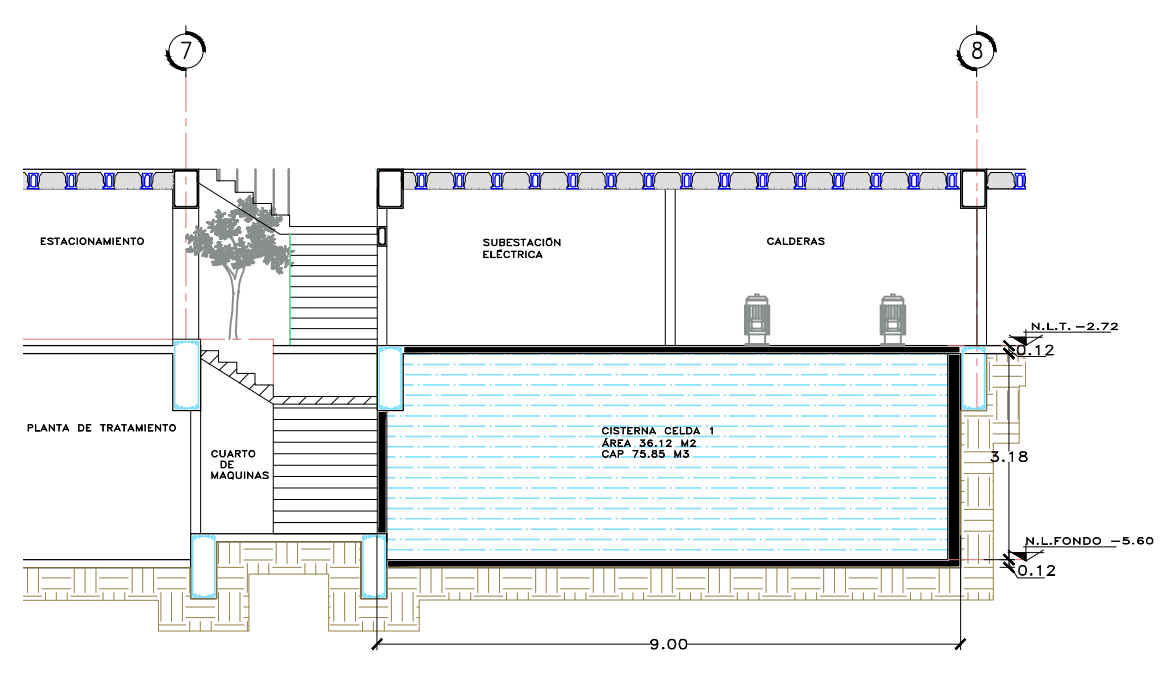 7
8
ESTACIONAMIENTO
SUBESTACIÓN
ELÉCTRICA
CALDERAS
N.L.T. -2.72
0.12
PLANTA DE TRATAMIENTO
CUARTO
DE
MAQUINAS
CISTERNA CELDA 1
ÁREA 36.12 M2
CAP 75.85 M3
3.18
N.L.FONDO -5.60
0.12
9.00